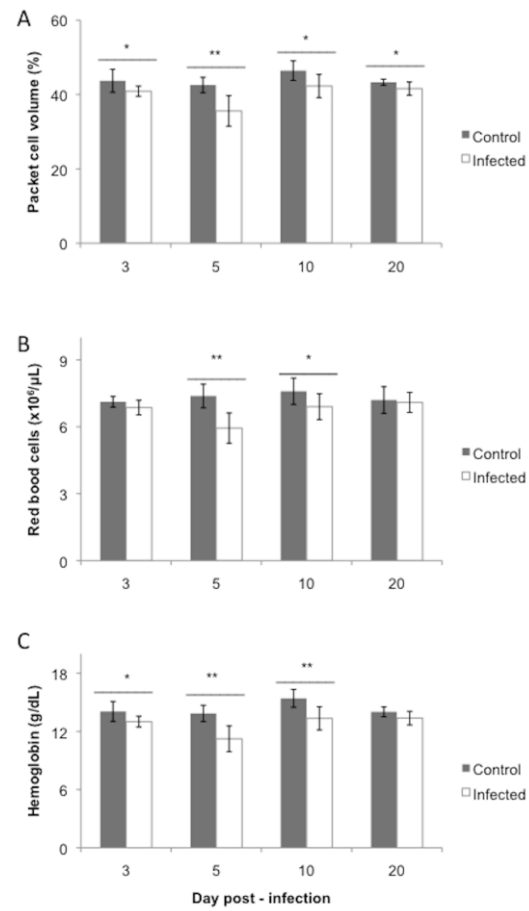 A
Packet cell volume (%)
60
40
20
0
*
**
*
*
3
5
10
20
Control
Infected
B
Red bood cells (x10⁶/µL)
9
6
3
0
**
*
3
5
10
20
Control
Infected
C
Hemoglobin (g/dL)
18
12
6
0
*
**
**
3
5
10
20
Control
Infected
Day post - infection